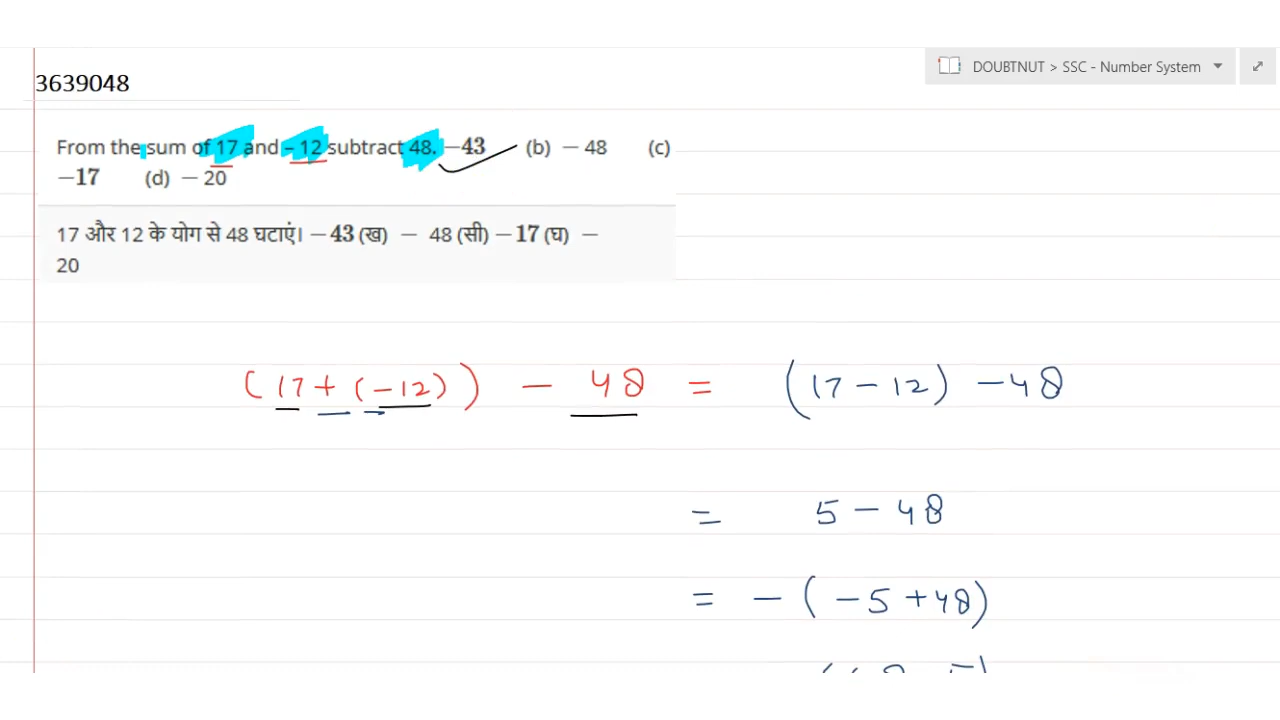 DOUBTNUT > SSC - Number System
3639048
From the sum of 17 and – 12 subtract 48. −43 (b) − 48 (c)
−17 (d) − 20
17 और 12 के योग से 48 घटाएं। −43 (ख) − 48 (सी) −17 (घ) −
20
(17 + (−12)) − 48 = (17 − 12) − 48
= 5 − 48
= − (−5 + 48)